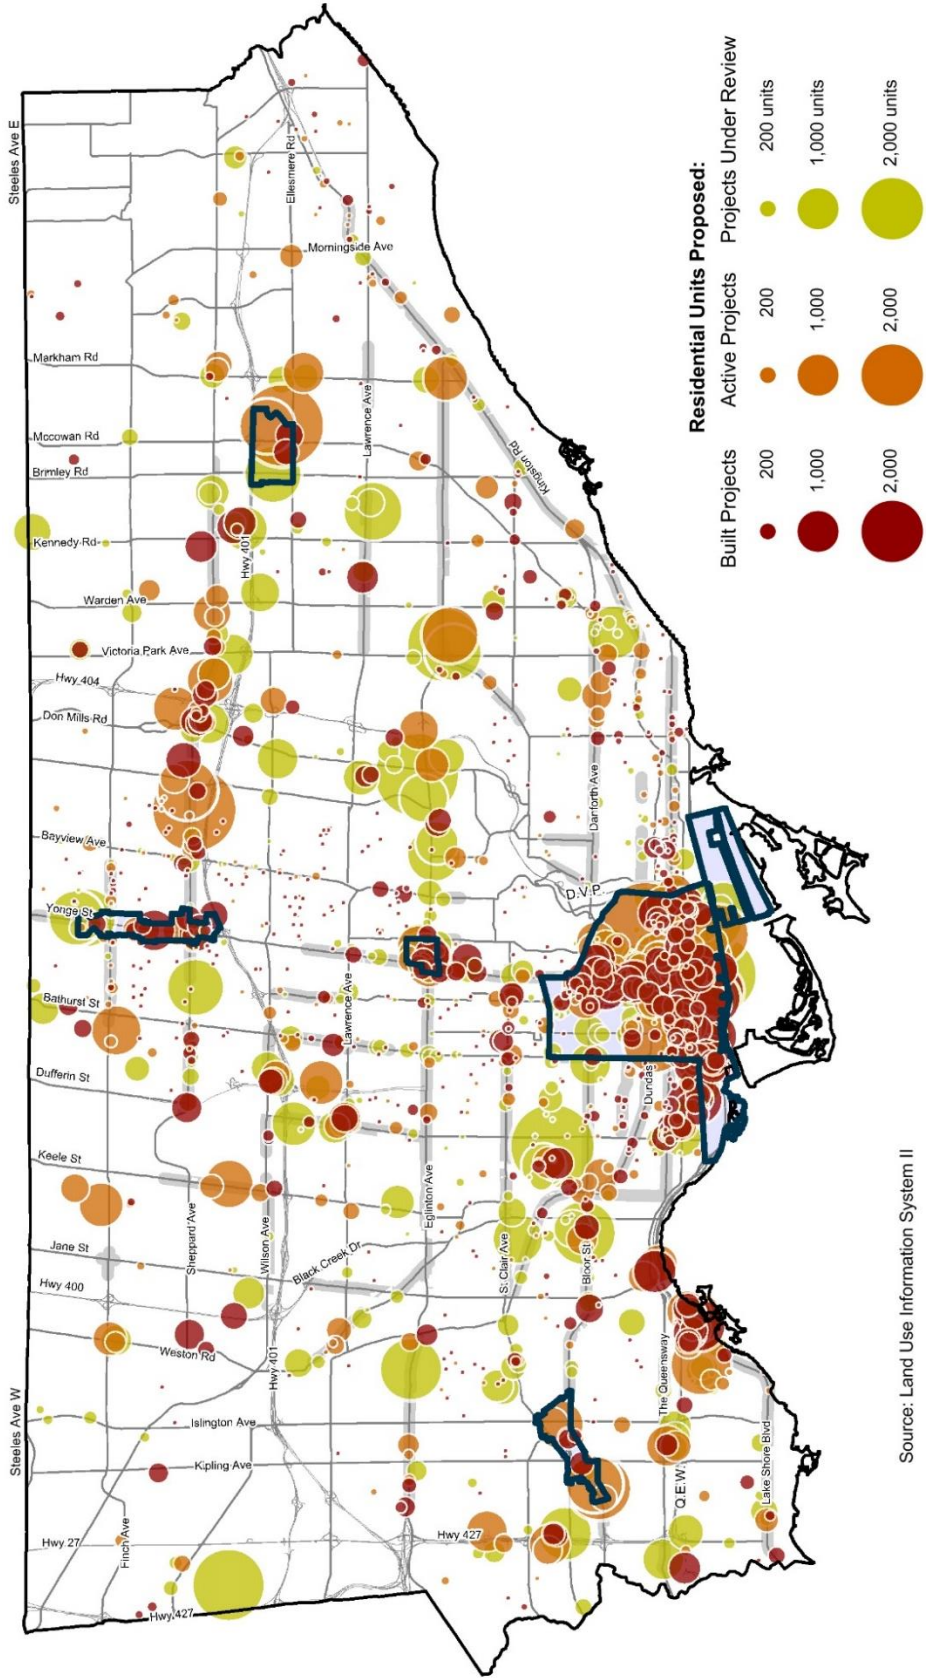 Steeles Ave W
Steeles Ave E
Hwy 27
Hwy 427
Finch Ave
Kipling Ave
Islington Ave
Weston Rd
Hwy 400
Jane St
Keele St
Dufferin St
Bathurst St
Yonge St
Bayview Ave
Don Mills Rd
Hwy 404
Victoria Park Ave
Warden Ave
Kennedy Rd
Brimley Rd
Mccowan Rd
Markham Rd
Morningside Ave
Ellesmere Rd
Sheppard Ave
Wilson Ave
Hwy 401
Hwy 401
Black Creek Dr
Lawrence Ave
Lawrence Ave
Eglinton Ave
Hwy 427
St. Clair Ave
Bloor St
Dundas
D.V.P
Danforth Ave
Kingston Rd
The Queensway
Q.E.W.
Lake Shore Blvd
Residential Units Proposed:
Built Projects Active Projects Projects Under Review
200 200 200 units
1,000 1,000 1,000 units
2,000 2,000 2,000 units
Source: Land Use Information System II